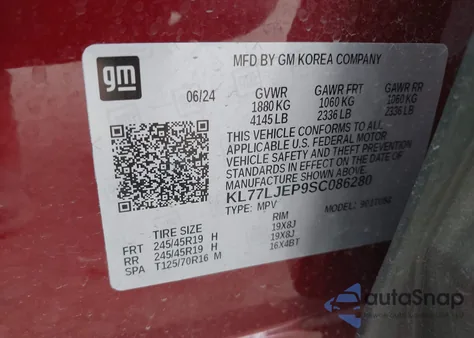 MFD BY GM KOREA COMPANY
gm
06/24 GVWR GAWR FRT GAWR RR
1880 KG 1060 KG 1060 KG
4145 LB 2336 LB 2336 LB
THIS VEHICLE CONFORMS TO ALL
APPLICABLE U.S. FEDERAL MOTOR
VEHICLE SAFETY AND THEFT
PREVENTION STANDARDS IN EFFECT
ON THE DATE OF MANUFACTURE
SHOWN ABOVE.
KL77LJEP9SC086280
TYPE: MPV MODEL:
TIRE SIZE RIM
FRT 245/45R19 H 19X8J
RR 245/45R19 H 19X8J
SPA T125/70R16 M 16X4BT
autoSnap